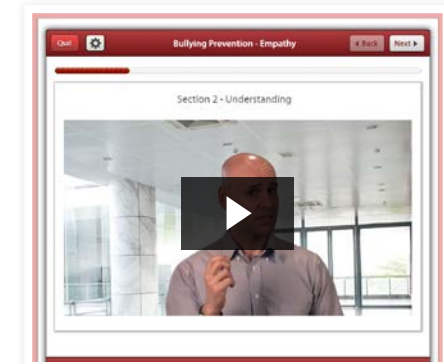 Quit
Bullying Prevention - Empathy
Back
Next
Section 2 - Understanding